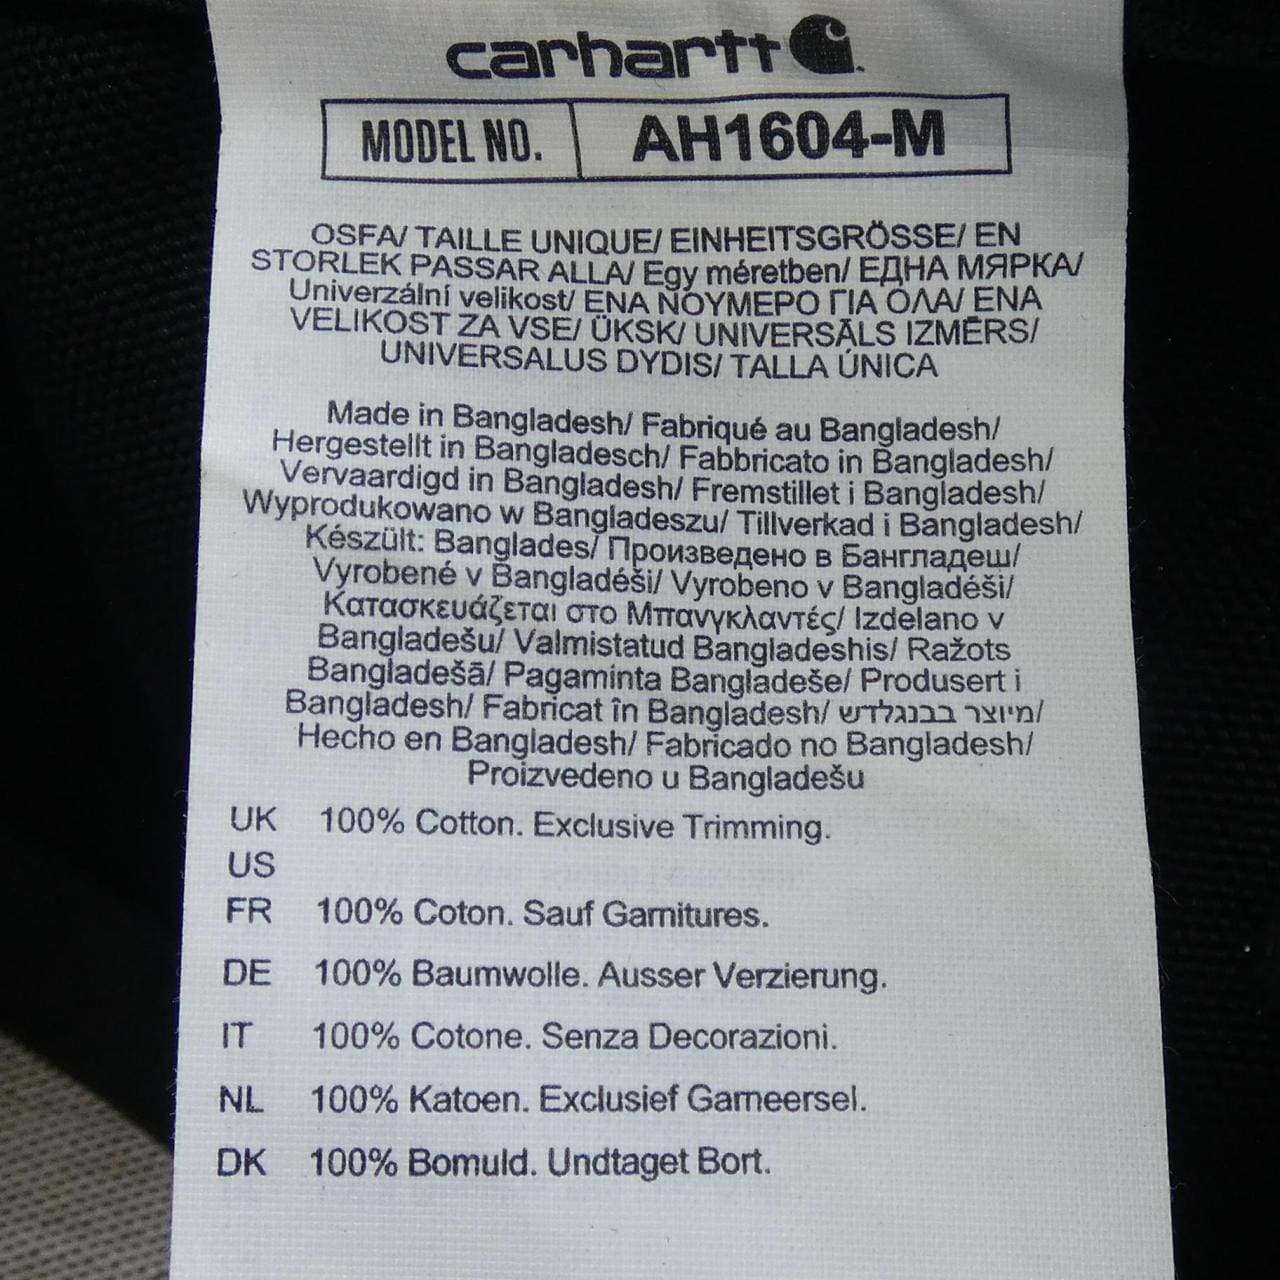 carhartt
MODEL NO. AH1604-M
OSFA/ TAILLE UNIQUE/ EINHEITSGRÖSSE/ EN
STORLEK PASSAR ALLA/ Egy méretben/ ЕДНА МЯРКА/
Univerzální velikost/ ΕΝΑ ΝΟΥΜΕΡΟ ΓΙΑ ΟΛΑ/ ENA
VELIKOST ZA VSE/ ÜKSK/ UNIVERSĀLS IZMĒRS/
UNIVERSALUS DYDIS/ TALLA ÚNICA
Made in Bangladesh/ Fabriqué au Bangladesh/
Hergestellt in Bangladesch/ Fabbricato in Bangladesh/
Vervaardigd in Bangladesh/ Fremstillet i Bangladesh/
Wyprodukowano w Bangladeszu/ Tillverkad i Bangladesh/
Készült: Banglades/ Произведено в Бангладеш/
Vyrobené v Bangladéši/ Vyrobeno v Bangladéši/
Κατασκευάζεται στο Μπανγκλαντές/ Izdelano v
Bangladešu/ Valmistatud Bangladeshis/ Ražots
Bangladešā/ Pagaminta Bangladeše/ Produsert i
Bangladesh/ Fabricat în Bangladesh/ מיוצר בבנגלדש/
Hecho en Bangladesh/ Fabricado no Bangladesh/
Proizvedeno u Bangladešu
UK 100% Cotton. Exclusive Trimming.
US
FR 100% Coton. Sauf Garnitures.
DE 100% Baumwolle. Ausser Verzierung.
IT 100% Cotone. Senza Decorazioni.
NL 100% Katoen. Exclusief Garneersel.
DK 100% Bomuld. Undtaget Bort.